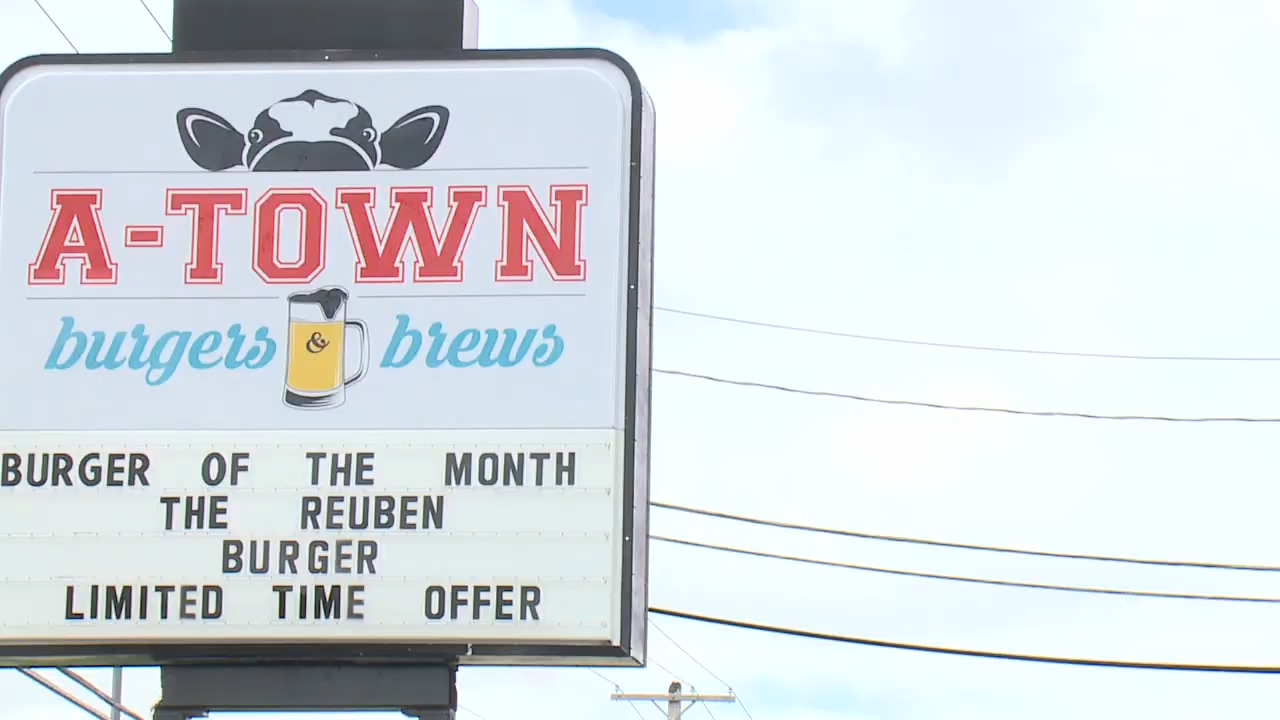 A-TOWN
burgers & brews
BURGER OF THE MONTH
THE REUBEN
BURGER
LIMITED TIME OFFER